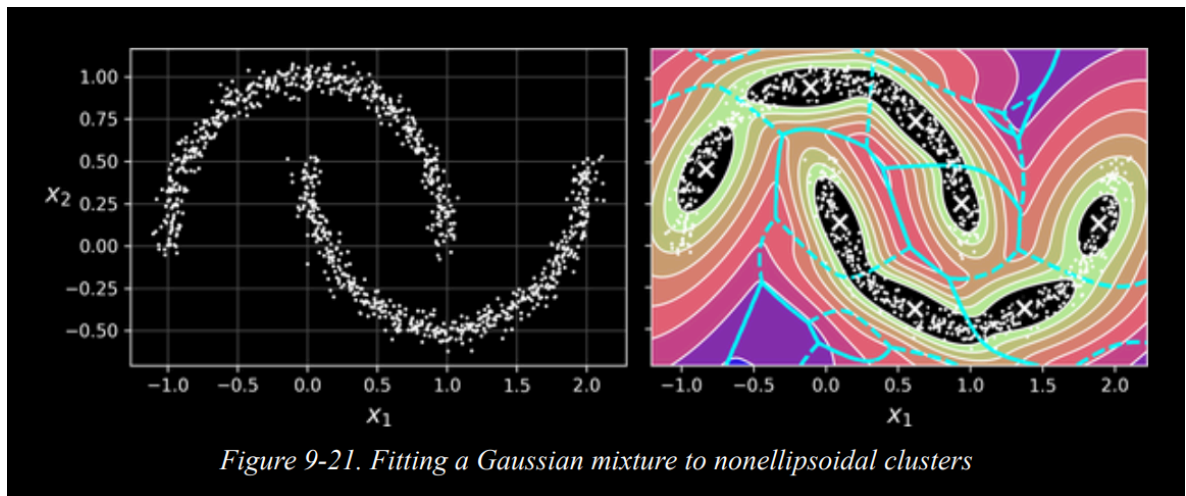 1.00
0.75
0.50
x₂ 0.25
0.00
−0.25
−0.50
−1.0 −0.5 0.0 0.5 1.0 1.5 2.0
x₁
−1.0 −0.5 0.0 0.5 1.0 1.5 2.0
x₁
Figure 9-21. Fitting a Gaussian mixture to nonellipsoidal clusters